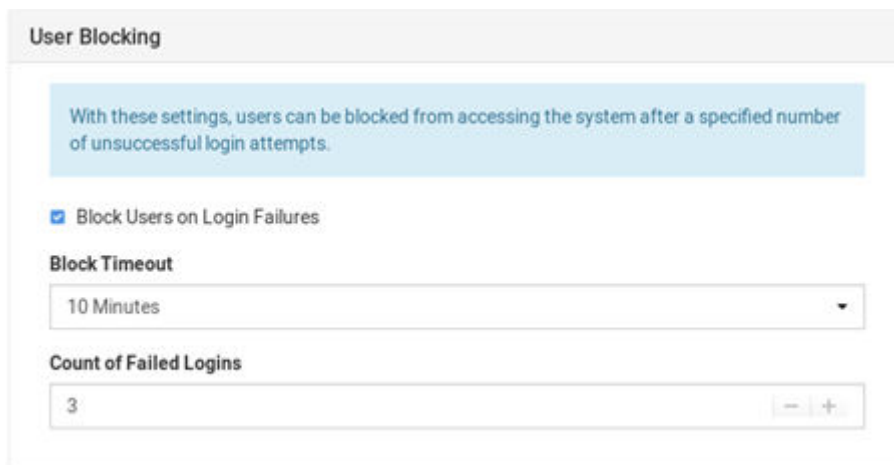 User Blocking
With these settings, users can be blocked from accessing the system after a specified number
of unsuccessful login attempts.
Block Users on Login Failures
Block Timeout
10 Minutes
Count of Failed Logins
3